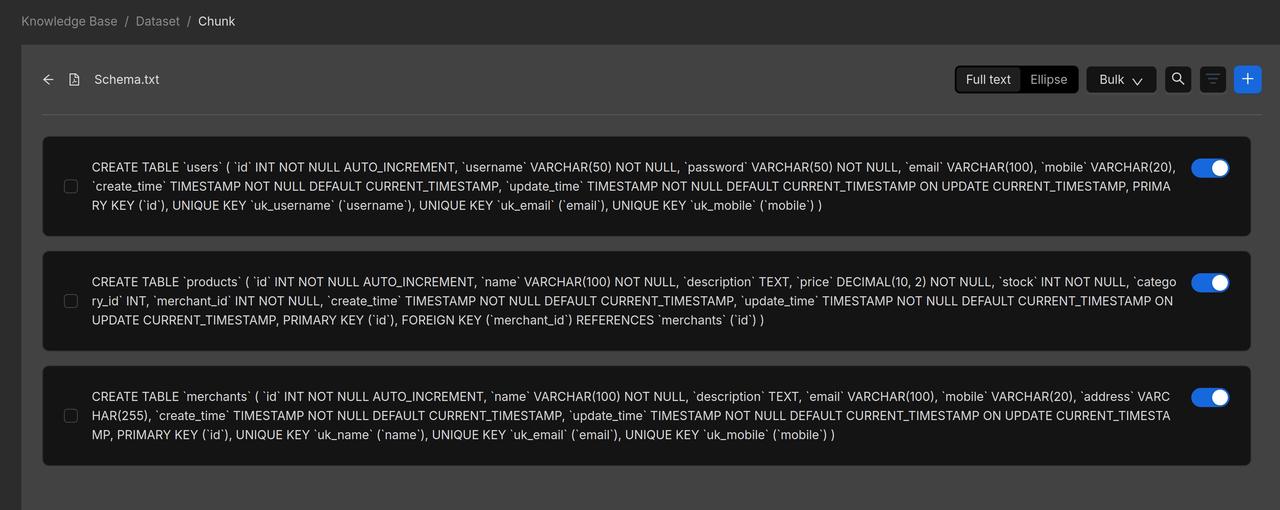 Knowledge Base / Dataset / Chunk
Schema.txt
Full text Ellipse Bulk
CREATE TABLE `users` ( `id` INT NOT NULL AUTO_INCREMENT, `username` VARCHAR(50) NOT NULL, `password` VARCHAR(50) NOT NULL, `email` VARCHAR(100), `mobile` VARCHAR(20),
`create_time` TIMESTAMP NOT NULL DEFAULT CURRENT_TIMESTAMP, `update_time` TIMESTAMP NOT NULL DEFAULT CURRENT_TIMESTAMP ON UPDATE CURRENT_TIMESTAMP, PRIMA
RY KEY (`id`), UNIQUE KEY `uk_username` (`username`), UNIQUE KEY `uk_email` (`email`), UNIQUE KEY `uk_mobile` (`mobile`) )
CREATE TABLE `products` ( `id` INT NOT NULL AUTO_INCREMENT, `name` VARCHAR(100) NOT NULL, `description` TEXT, `price` DECIMAL(10, 2) NOT NULL, `stock` INT NOT NULL, `catego
ry_id` INT, `merchant_id` INT NOT NULL, `create_time` TIMESTAMP NOT NULL DEFAULT CURRENT_TIMESTAMP, `update_time` TIMESTAMP NOT NULL DEFAULT CURRENT_TIMESTAMP ON
UPDATE CURRENT_TIMESTAMP, PRIMARY KEY (`id`), FOREIGN KEY (`merchant_id`) REFERENCES `merchants` (`id`) )
CREATE TABLE `merchants` ( `id` INT NOT NULL AUTO_INCREMENT, `name` VARCHAR(100) NOT NULL, `description` TEXT, `email` VARCHAR(100), `mobile` VARCHAR(20), `address` VARC
HAR(255), `create_time` TIMESTAMP NOT NULL DEFAULT CURRENT_TIMESTAMP, `update_time` TIMESTAMP NOT NULL DEFAULT CURRENT_TIMESTAMP ON UPDATE CURRENT_TIMESTA
MP, PRIMARY KEY (`id`), UNIQUE KEY `uk_name` (`name`), UNIQUE KEY `uk_email` (`email`), UNIQUE KEY `uk_mobile` (`mobile`) )